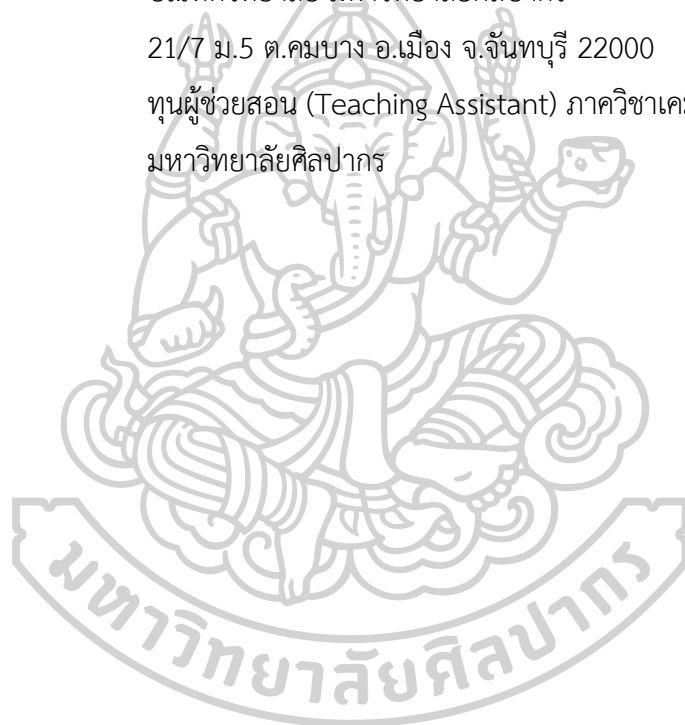 21/7 ม.5 ต.คมบาง อ.เมือง จ.จันทบุรี 22000
ทุนผู้ช่วยสอน (Teaching Assistant) ภาควิชาเค
มหาวิทยาลัยศิลปากร
มหาวิทยาลัยศิลปากร